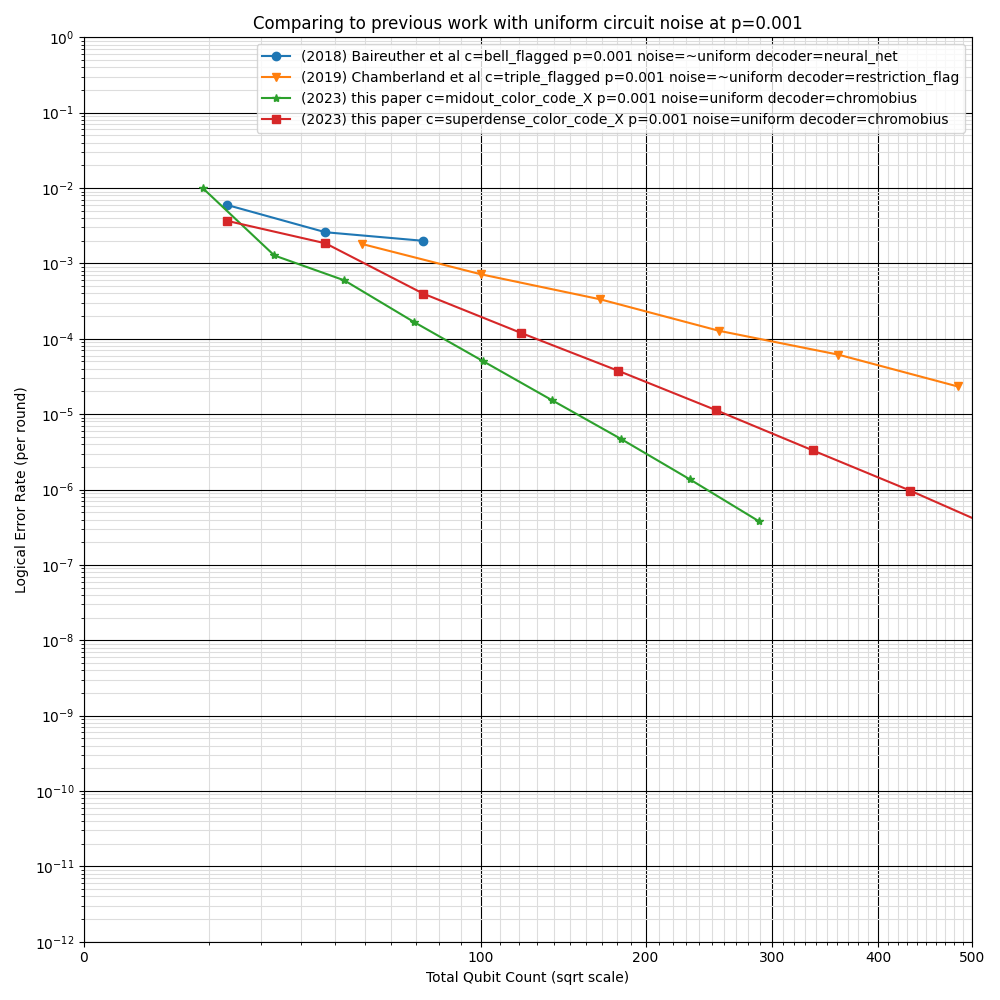 Comparing to previous work with uniform circuit noise at p=0.001
(2018) Baireuther et al c=bell_flagged p=0.001 noise=~uniform decoder=neural_net
(2019) Chamberland et al c=triple_flagged p=0.001 noise=~uniform decoder=restriction_flag
(2023) this paper c=midout_color_code_X p=0.001 noise=uniform decoder=chromobius
(2023) this paper c=superdense_color_code_X p=0.001 noise=uniform decoder=chromobius
Logical Error Rate (per round)
10⁰
10⁻¹
10⁻²
10⁻³
10⁻⁴
10⁻⁵
10⁻⁶
10⁻⁷
10⁻⁸
10⁻⁹
10⁻¹⁰
10⁻¹¹
10⁻¹²
0 100 200 300 400 500
Total Qubit Count (sqrt scale)